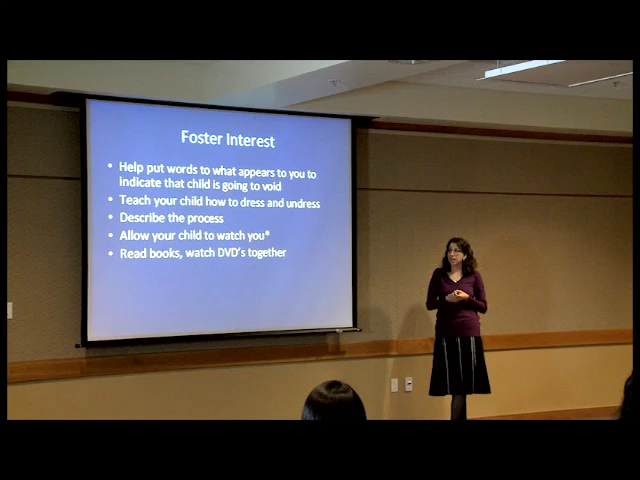 Foster Interest
• Help put words to what appears to you to
indicate that child is going to void
• Teach your child how to dress and undress
• Describe the process
• Allow your child to watch you*
• Read books, watch DVD's together